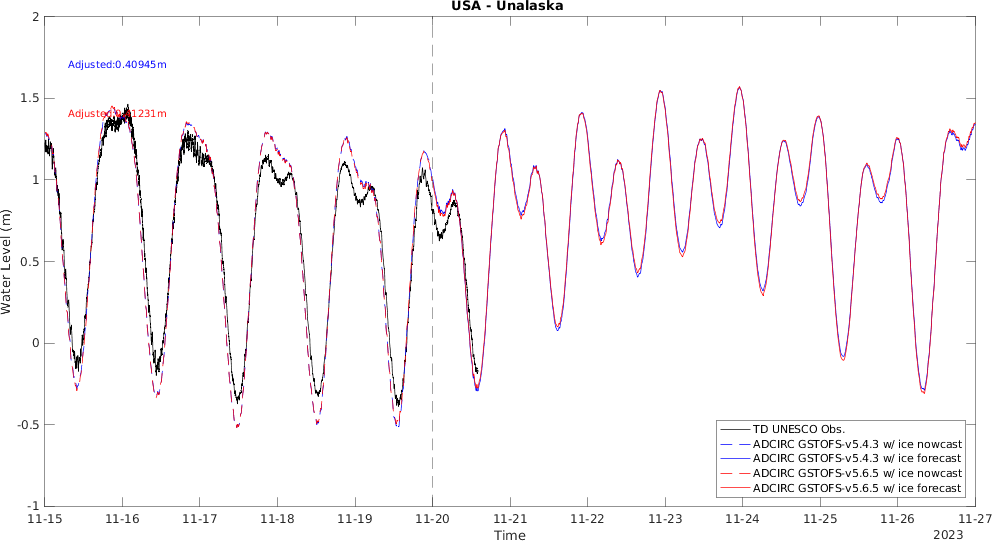 USA - Unalaska
2
1.5
1
0.5
0
-0.5
-1
Water Level (m)
Adjusted:0.40945m
TD UNESCO Obs.
ADCIRC GSTOFS-v5.4.3 w/ ice nowcast
ADCIRC GSTOFS-v5.4.3 w/ ice forecast
ADCIRC GSTOFS-v5.6.5 w/ ice nowcast
ADCIRC GSTOFS-v5.6.5 w/ ice forecast
11-15 11-16 11-17 11-18 11-19 11-20 11-21 11-22 11-23 11-24 11-25 11-26 11-27
Time
2023